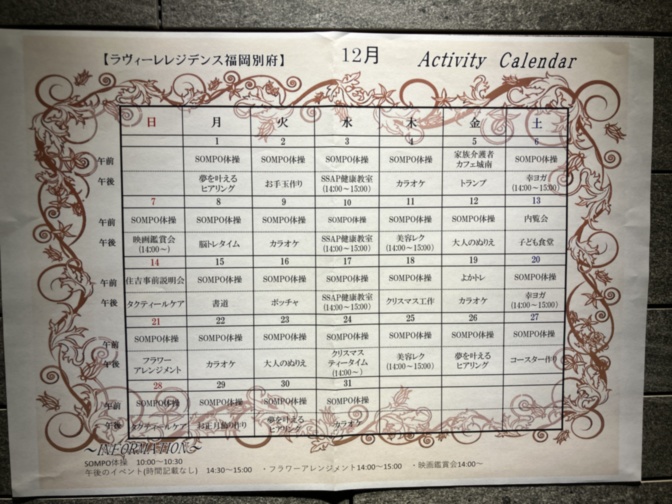 【ラヴィーレレジデンス福岡別府】 12月 Activity Calendar
日 月 火 水 木 金 土
1 2 3 4 5 6
午前 SOMPO体操 SOMPO体操 SOMPO体操 SOMPO体操 家族介護者カフェ城南 SOMPO体操
午後 夢を叶えるヒアリング お手玉作り SSAP健康教室(14:00~15:00) カラオケ トランプ 幸ヨガ(14:00~15:00)
7 8 9 10 11 12 13
午前 SOMPO体操 SOMPO体操 SOMPO体操 SOMPO体操 SOMPO体操 SOMPO体操 内覧会
午後 映画鑑賞会(14:00~) 脳トレタイム カラオケ SSAP健康教室(14:00~15:00) 美容レク(14:00~15:00) 大人のぬりえ 子ども食堂
14 15 16 17 18 19 20
午前 住吉事前説明会 SOMPO体操 SOMPO体操 SOMPO体操 SOMPO体操 よかトレ SOMPO体操
午後 タクティールケア 書道 ボッチャ SSAP健康教室(14:00~15:00) クリスマス工作 カラオケ 幸ヨガ(14:00~15:00)
21 22 23 24 25 26 27
午前 SOMPO体操 SOMPO体操 SOMPO体操 SOMPO体操 SOMPO体操 SOMPO体操 SOMPO体操
午後 フラワーアレンジメント カラオケ 大人のぬりえ クリスマスティータイム(14:00~) 美容レク(14:00~15:00) 夢を叶えるヒアリング コースター作り
28 29 30 31
午前 SOMPO体操 SOMPO体操 SOMPO体操 SOMPO体操
午後 タクティールケア お正月飾り作り 夢を叶えるヒアリング カラオケ
~INFORMATION~
SOMPO体操 10:00~10:30
午後のイベント(時間記載なし) 14:30~15:00 ・フラワーアレンジメント14:00~15:00 ・映画鑑賞会14:00~